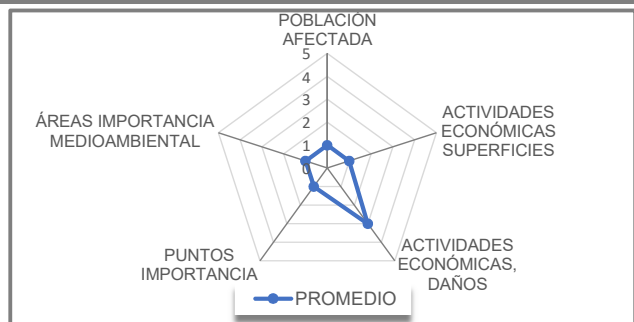 POBLACIÓN
AFECTADA
5
4
3
2
1
0
ACTIVIDADES
ECONÓMICAS
SUPERFICIES
ACTIVIDADES
ECONÓMICAS,
DAÑOS
PUNTOS
IMPORTANCIA
ÁREAS IMPORTANCIA
MEDIOAMBIENTAL
PROMEDIO